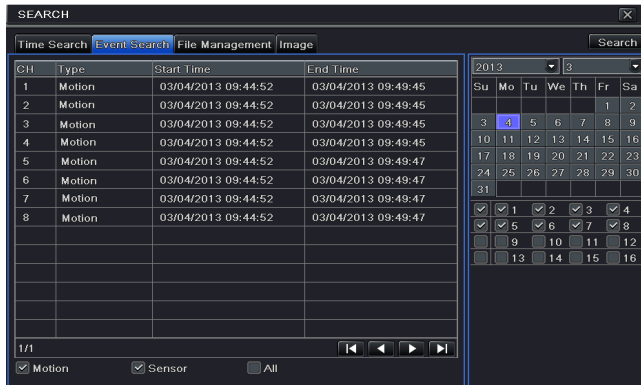 SEARCH
Time Search Event Search File Management Image
Search
CH Type Start Time End Time
1 Motion 03/04/2013 09:44:52 03/04/2013 09:49:45
2 Motion 03/04/2013 09:44:52 03/04/2013 09:49:45
3 Motion 03/04/2013 09:44:52 03/04/2013 09:49:45
4 Motion 03/04/2013 09:44:52 03/04/2013 09:49:45
5 Motion 03/04/2013 09:44:52 03/04/2013 09:49:47
6 Motion 03/04/2013 09:44:52 03/04/2013 09:49:47
7 Motion 03/04/2013 09:44:52 03/04/2013 09:49:47
8 Motion 03/04/2013 09:44:52 03/04/2013 09:49:47
1/1
Motion Sensor All
2013 3
Su Mo Tu We Th Fr Sa
1 2
3 4 5 6 7 8 9
10 11 12 13 14 15 16
17 18 19 20 21 22 23
24 25 26 27 28 29 30
31
1 2 3 4
5 6 7 8
9 10 11 12
13 14 15 16